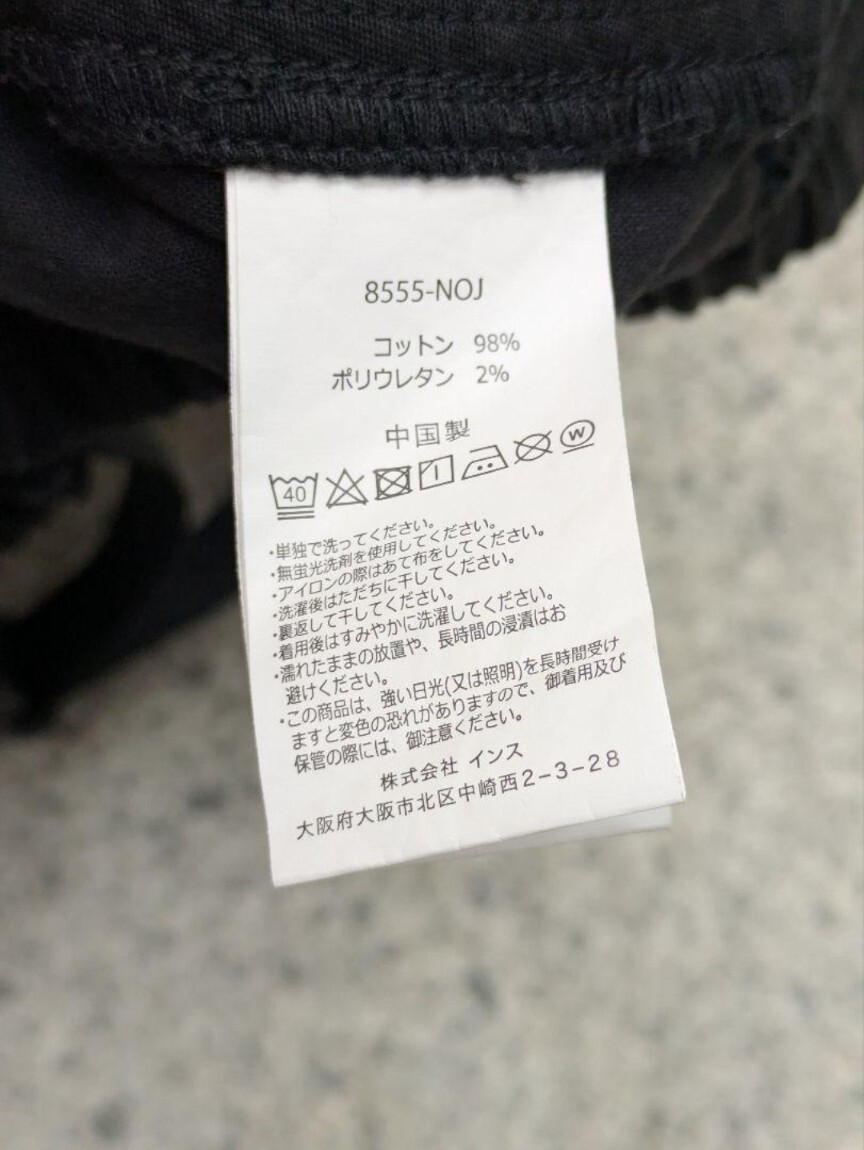 8555-NOJ
コットン 98%
ポリウレタン 2%
中国製
40
W
・単独で洗ってください。
・無蛍光洗剤を使用してください。
・アイロンの際はあて布をしてください。
・洗濯後はただちに干してください。
・裏返して干してください。
・着用後はすみやかに洗濯してください。
・濡れたままの放置や、長時間の浸漬はお
避けください。
・この商品は、強い日光(又は照明)を長時間受け
ますと変色の恐れがありますので、御着用及び
保管の際には、御注意ください。
株式会社 インス
大阪府大阪市北区中崎西2-3-28